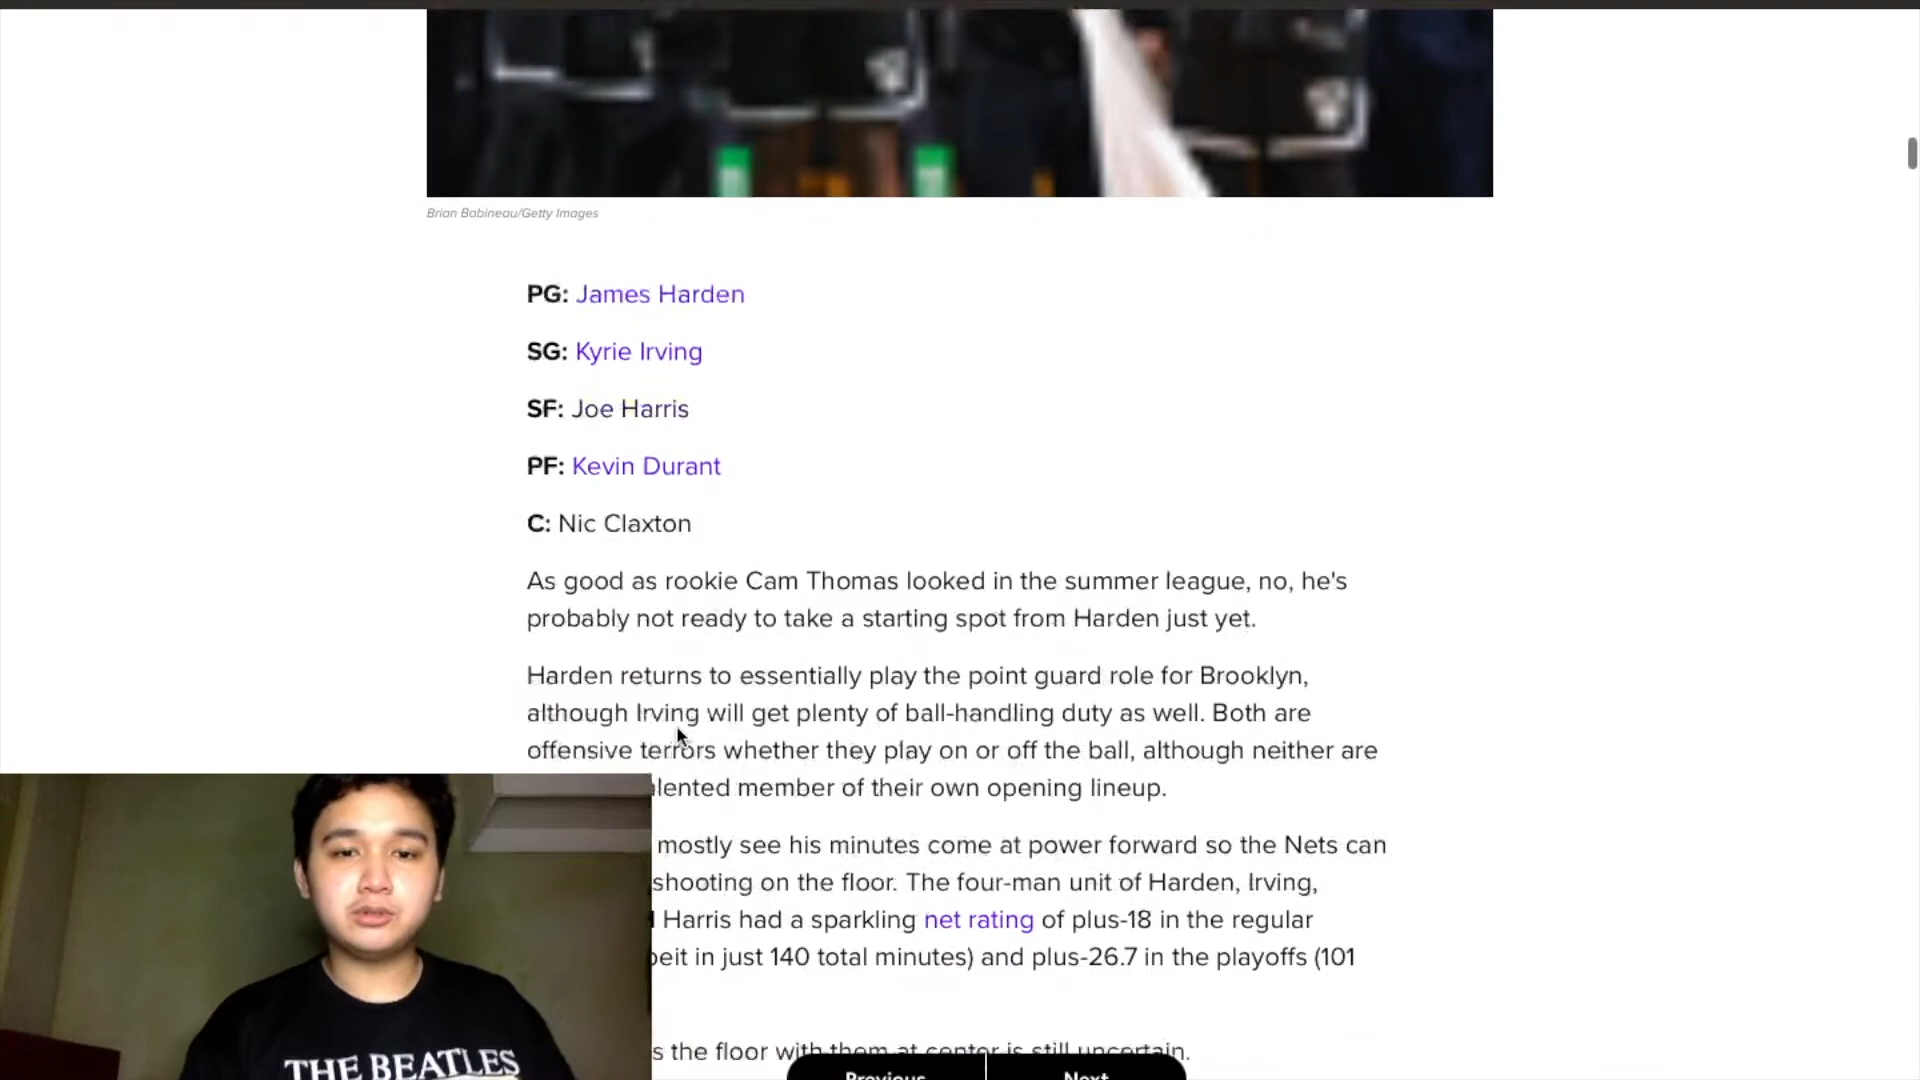 Brian Babineau/Getty Images
PG: James Harden
SG: Kyrie Irving
SF: Joe Harris
PF: Kevin Durant
C: Nic Claxton
As good as rookie Cam Thomas looked in the summer league, no, he's
probably not ready to take a starting spot from Harden just yet.
Harden returns to essentially play the point guard role for Brooklyn,
although Irving will get plenty of ball-handling duty as well. Both are
offensive terrors whether they play on or off the ball, although neither are
member of their own opening lineup.
mostly see his minutes come at power forward so the Nets can
shooting on the floor. The four-man unit of Harden, Irving,
Harris had a sparkling net rating of plus-18 in the regular
in just 140 total minutes) and plus-26.7 in the playoffs (101
the floor with them at center is still uncertain.
Previous
Next
THE BEATLES